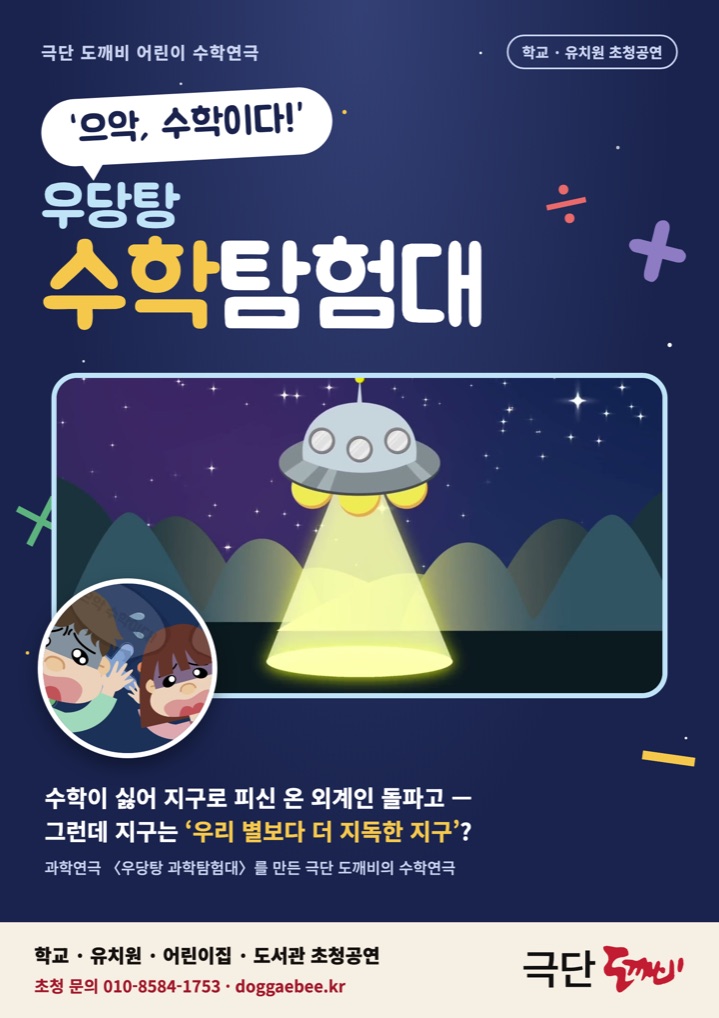 극단 도깨비 어린이 수학연극
학교 · 유치원 초청공연
‘으악, 수학이다!’
우당탕
수학탐험대
수학이 싫어 지구로 피신 온 외계인 돌파고 —
그런데 지구는 ‘우리 별보다 더 지독한 지구’?
과학연극 〈우당탕 과학탐험대〉를 만든 극단 도깨비의 수학연극
학교 · 유치원 · 어린이집 · 도서관 초청공연
초청 문의 010-8584-1753 · doggaebee.kr
극단 도깨비